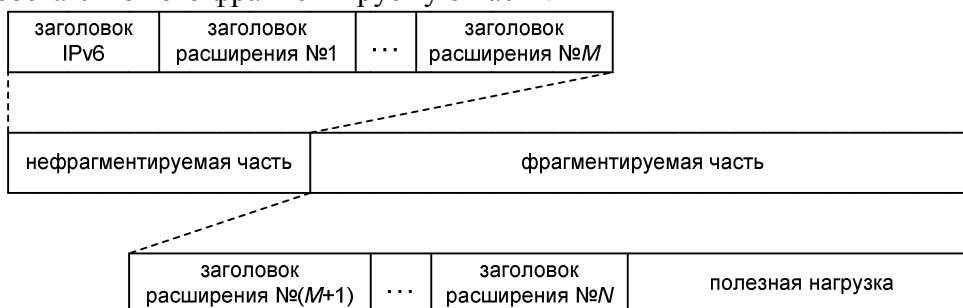 заголовок IPv6
заголовок расширения №1
...
заголовок расширения №M
нефрагментируемая часть
фрагментируемая часть
заголовок расширения №(M+1)
...
заголовок расширения №N
полезная нагрузка